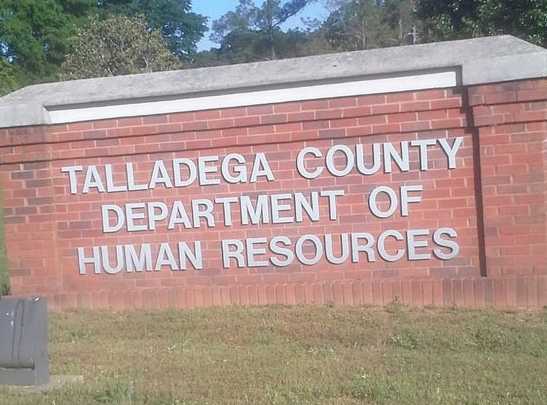 TALLADEGA COUNTY
DEPARTMENT OF
HUMAN RESOURCES